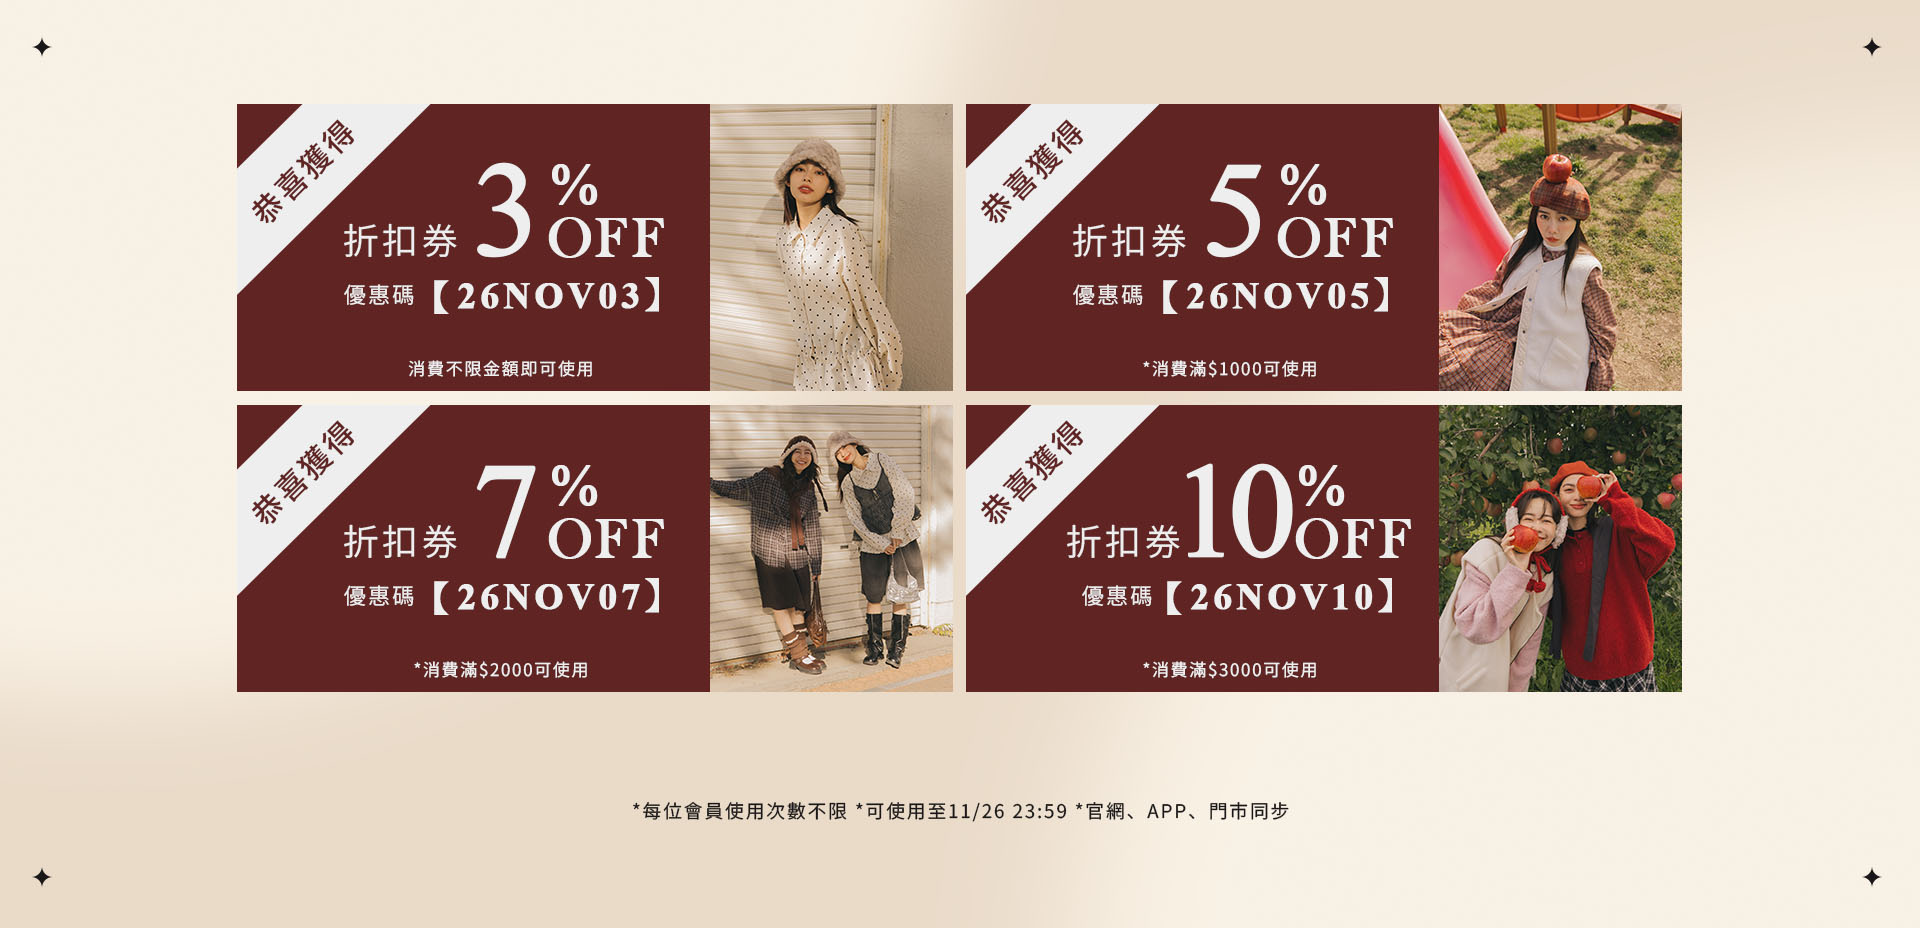 恭喜獲得
折扣券 3% OFF
優惠碼【26NOV03】
消費不限金額即可使用
恭喜獲得
折扣券 5% OFF
優惠碼【26NOV05】
*消費滿$1000可使用
恭喜獲得
折扣券 7% OFF
優惠碼【26NOV07】
*消費滿$2000可使用
恭喜獲得
折扣券 10% OFF
優惠碼【26NOV10】
*消費滿$3000可使用
*每位會員使用次數不限 *可使用至11/26 23:59 *官網、APP、門市同步